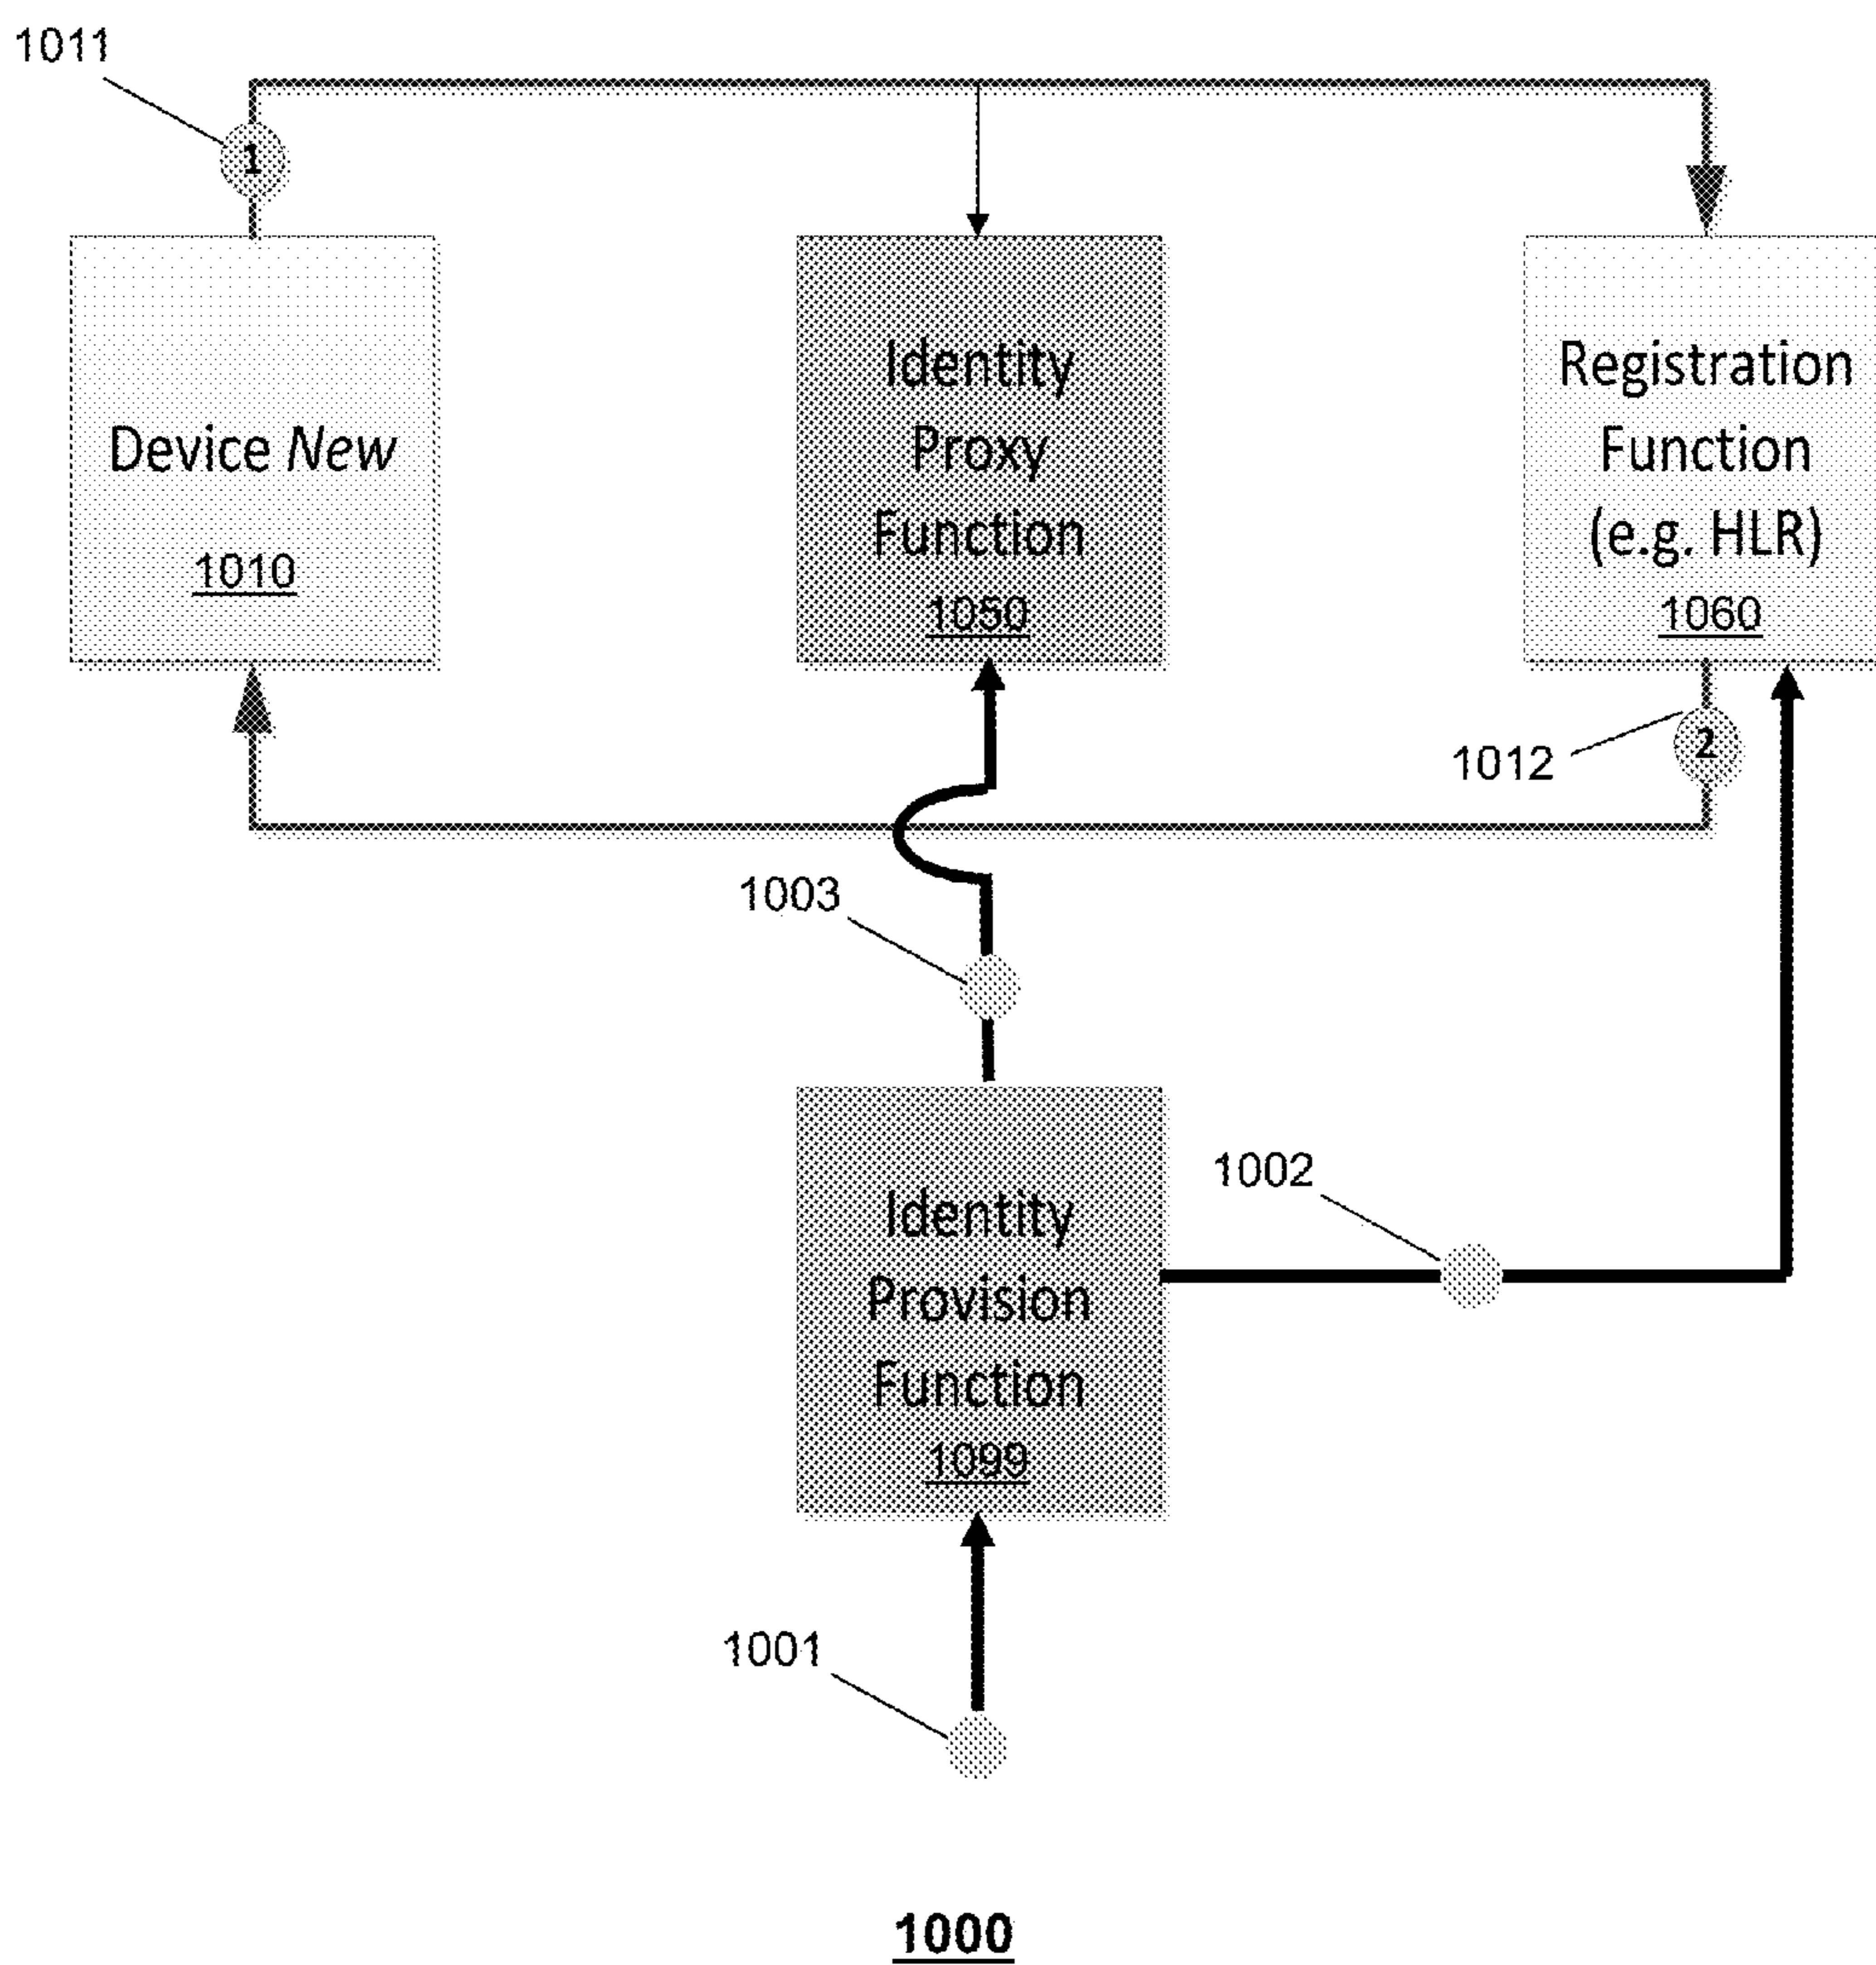 1011
1
Device New
1010
Identity
Proxy
Function
1050
Registration
Function
(e.g. HLR)
1060
1012
2
1003
1002
Identity
Provision
Function
1099
1001
1000